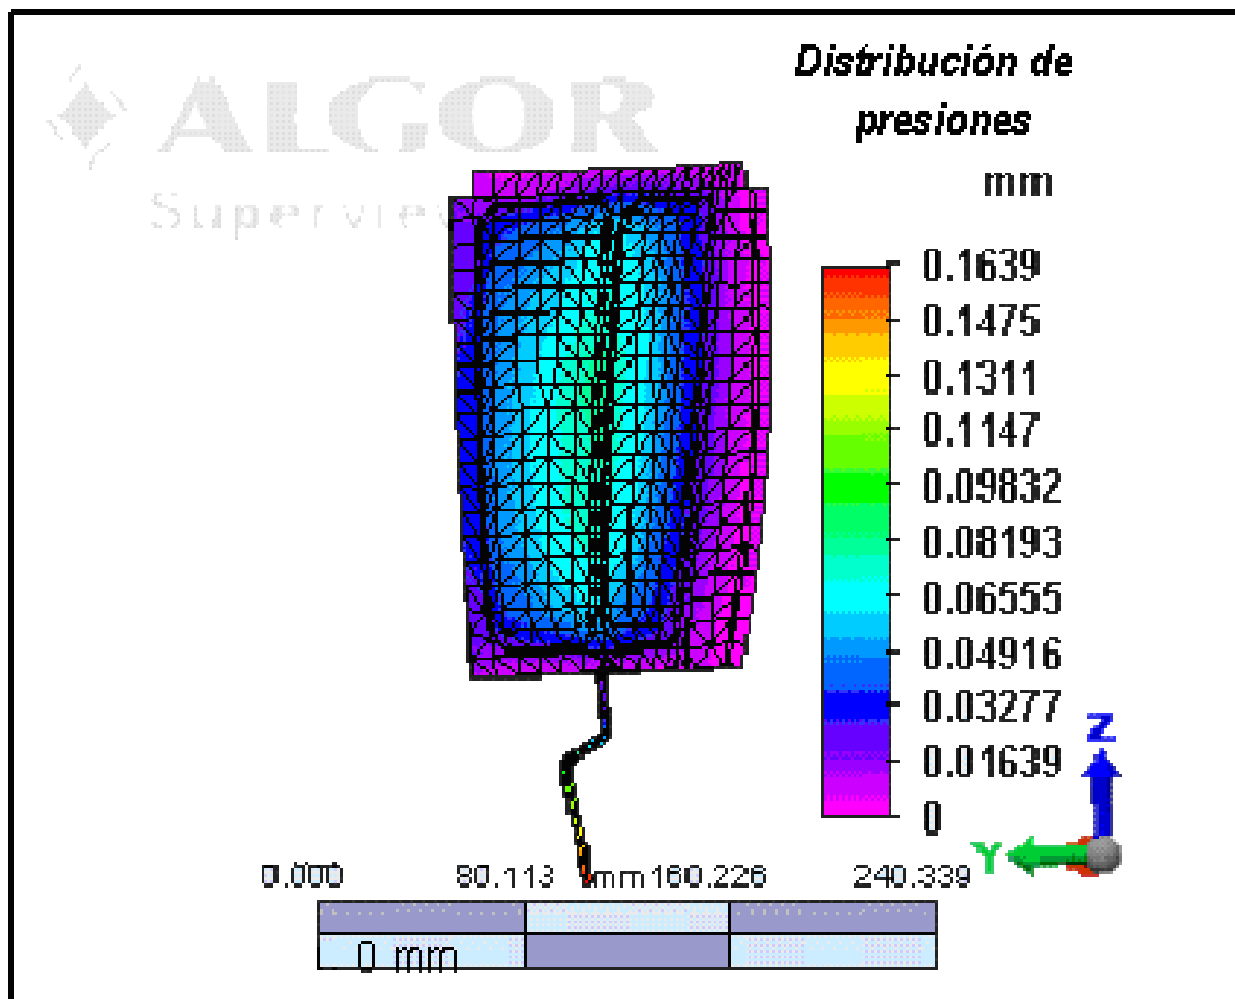 ALGOR
Superview
Distribución de
presiones
mm
0.1639
0.1475
0.1311
0.1147
0.09832
0.08193
0.06555
0.04916
0.03277
0.01639
0
Z
Y
0.000 80.113 mm 160.226 240.339
0 mm